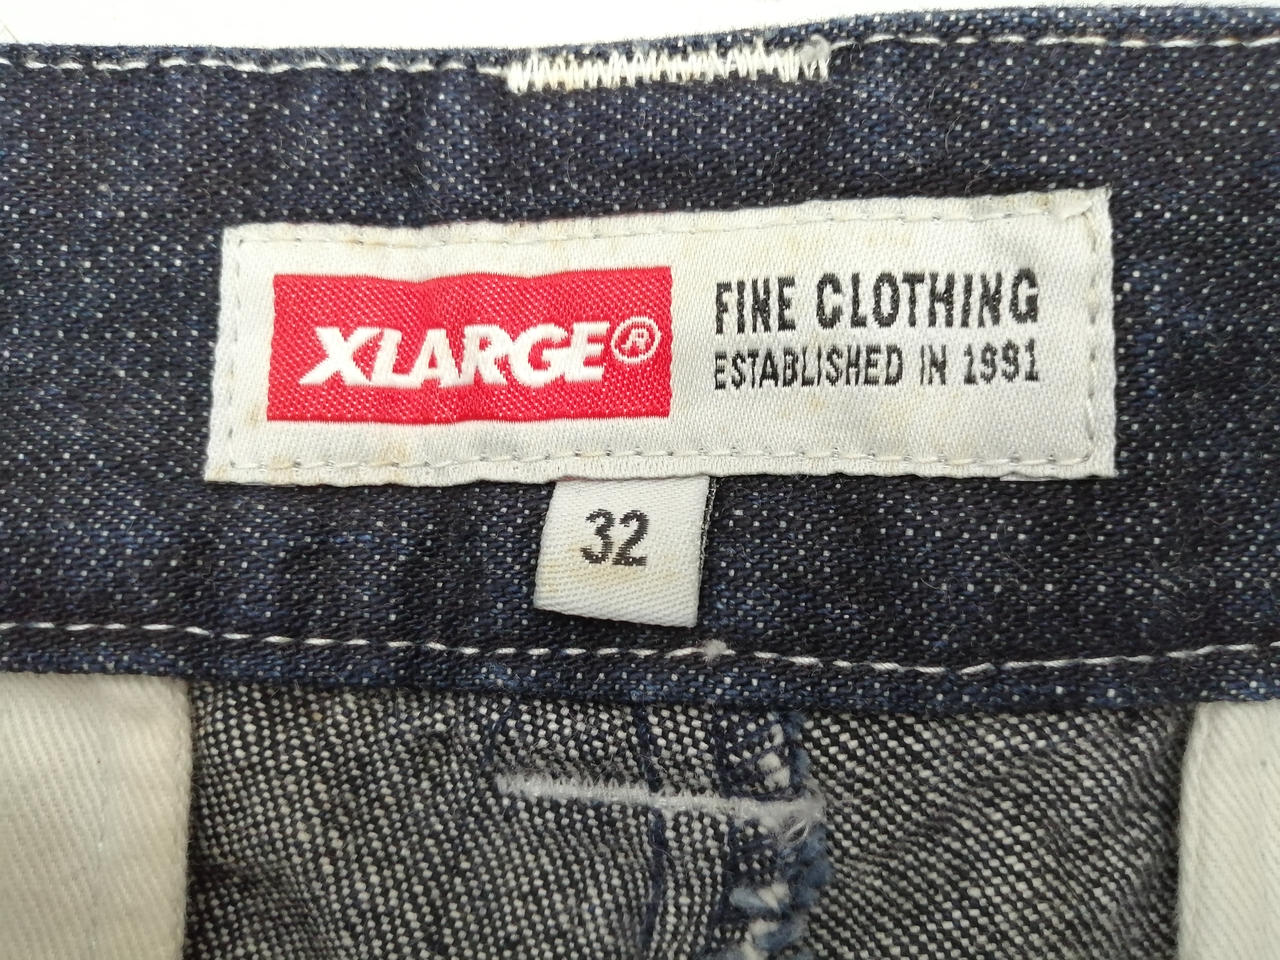 XLARGE®
FINE CLOTHING
ESTABLISHED IN 1991
32